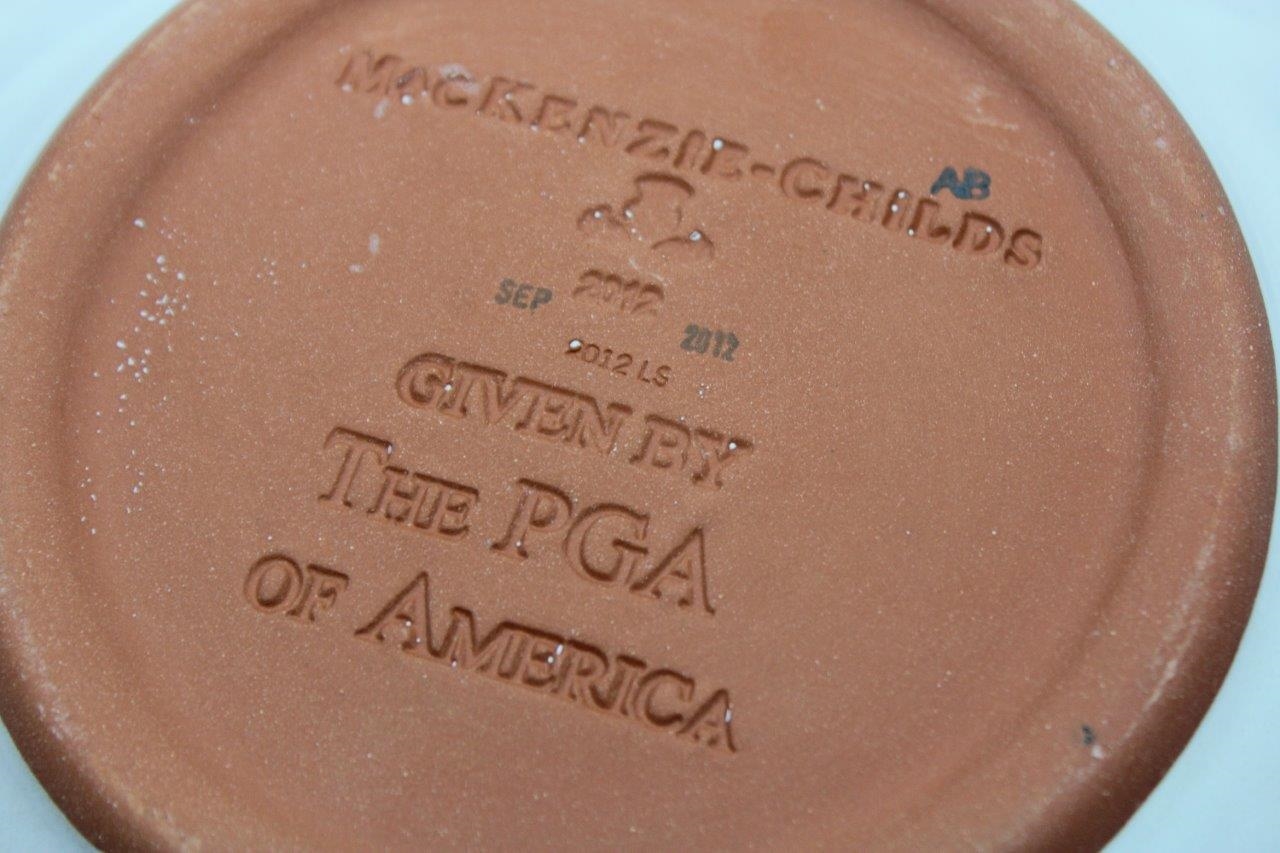 MACKENZIE-CHILDS
AB
2012
SEP 2012
2012 LS
GIVEN BY
THE PGA
OF AMERICA